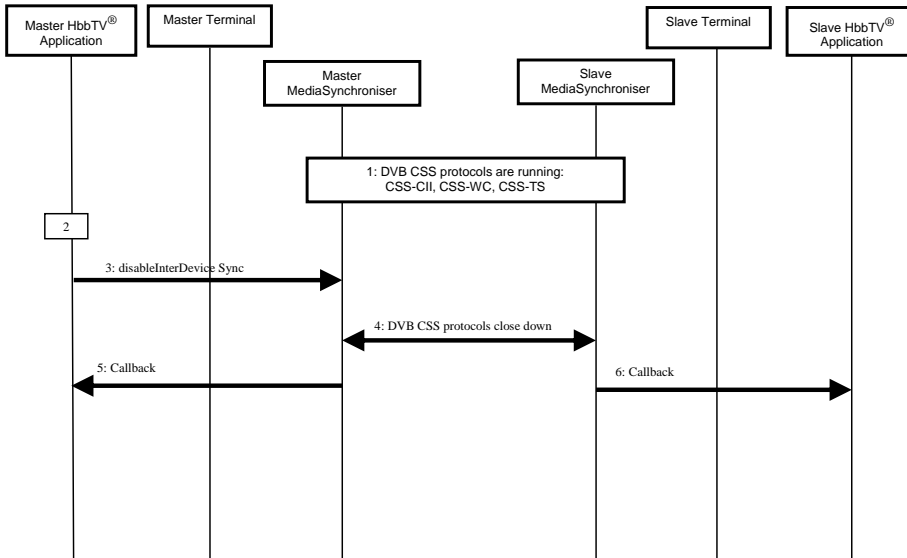 Master HbbTV®
Application
Master Terminal
Slave Terminal
Slave HbbTV®
Application
Master
MediaSynchroniser
Slave
MediaSynchroniser
1: DVB CSS protocols are running:
CSS-CII, CSS-WC, CSS-TS
2
3: disableInterDevice Sync
4: DVB CSS protocols close down
5: Callback
6: Callback